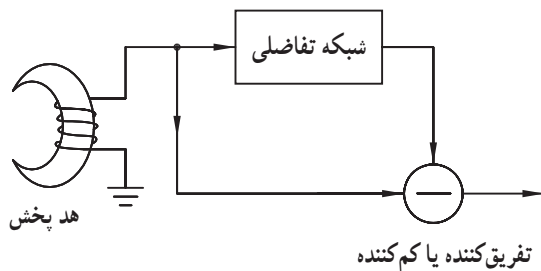 شبکه تفاضلی
هد پخش
تفریق‌کننده یا کم‌کننده